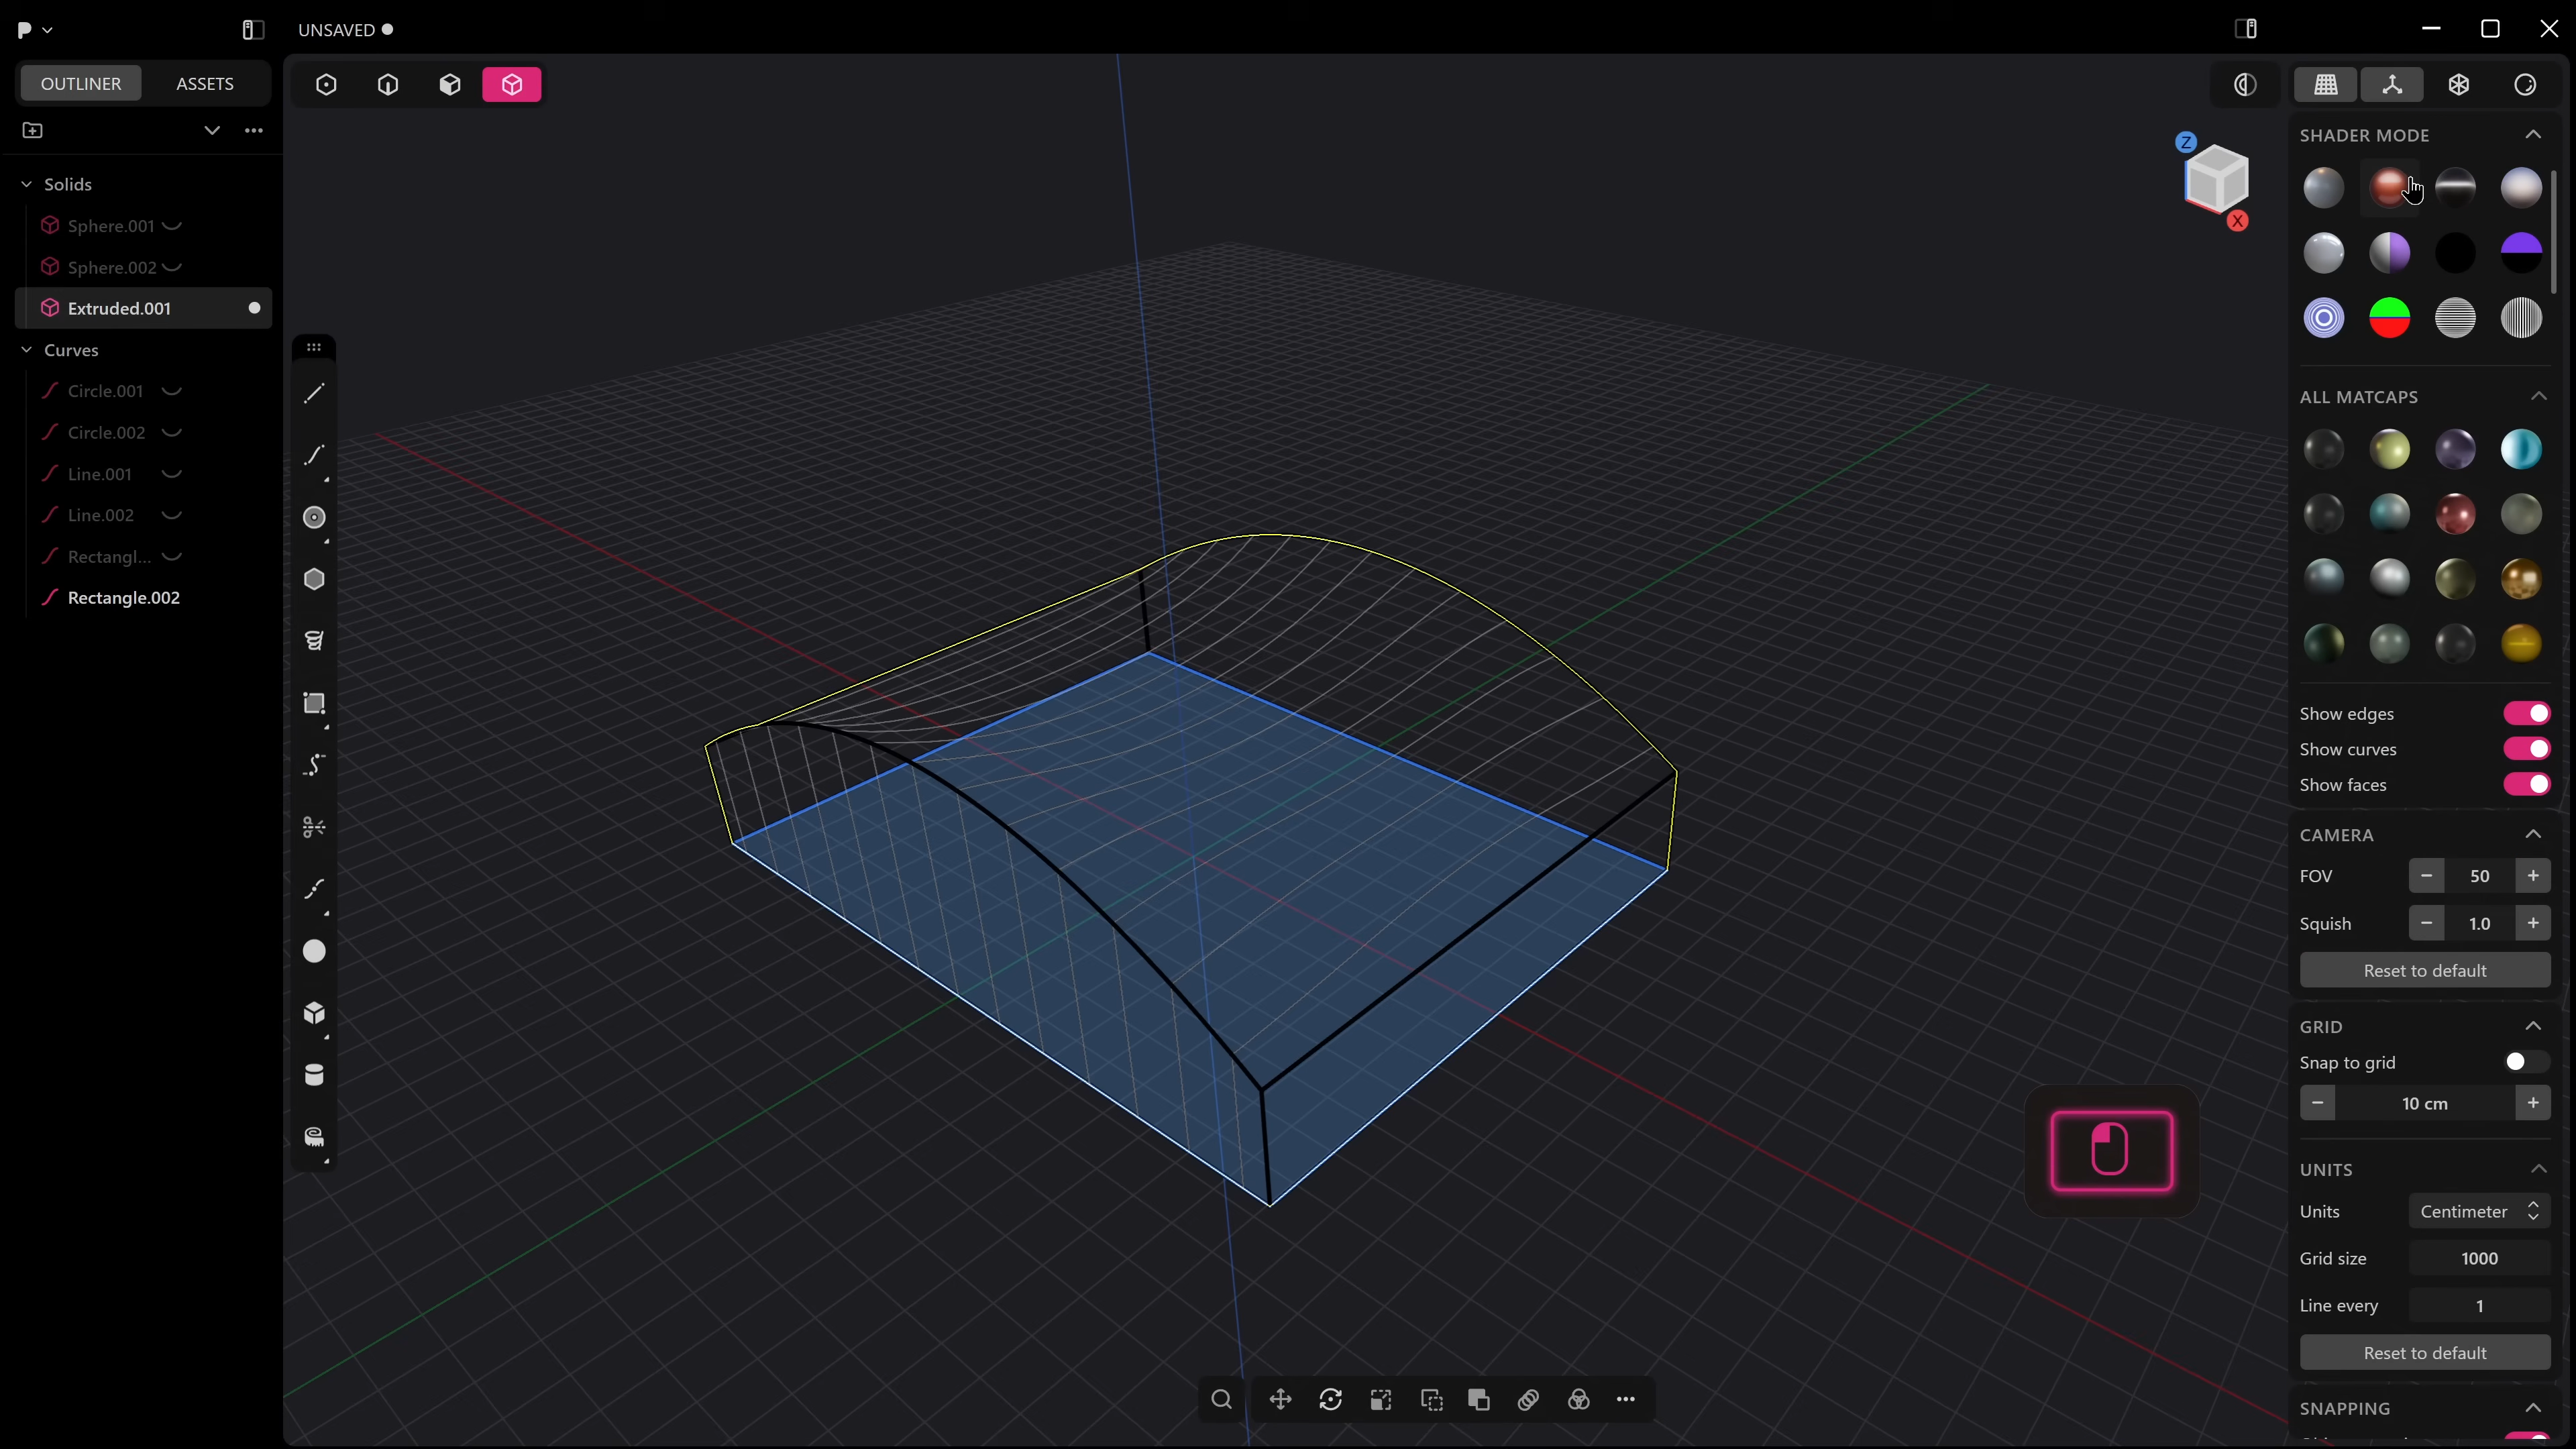 UNSAVED
OUTLINER
ASSETS
Solids
Sphere.001
Sphere.002
Extruded.001
Curves
Circle.001
Circle.002
Line.001
Line.002
Rectangl...
Rectangle.002
Z
X
SHADER MODE
ALL MATCAPS
Show edges
Show curves
Show faces
CAMERA
FOV
50
Squish
1.0
Reset to default
GRID
Snap to grid
10 cm
UNITS
Units
Centimeter
Grid size
1000
Line every
1
Reset to default
SNAPPING